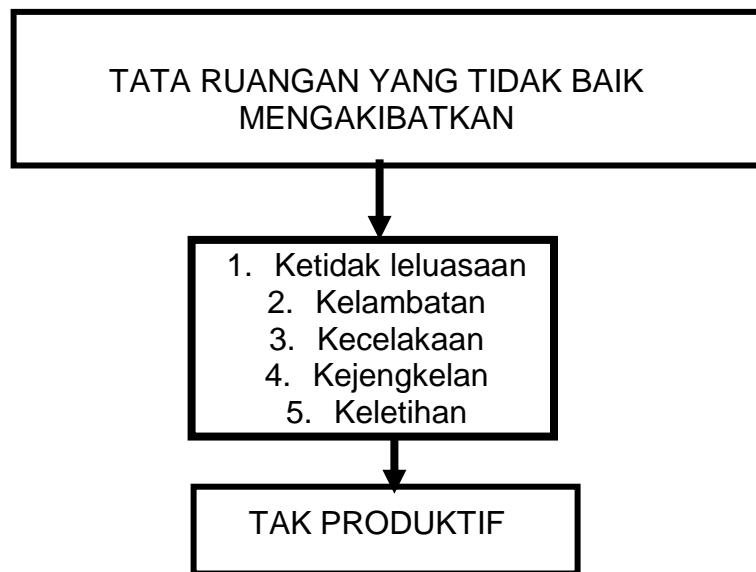 TATA RUANGAN YANG TIDAK BAIK
MENGAKIBATKAN
1. Ketidak leluasaan
2. Kelambatan
3. Kecelakaan
4. Kejengkelan
5. Keletihan
TAK PRODUKTIF